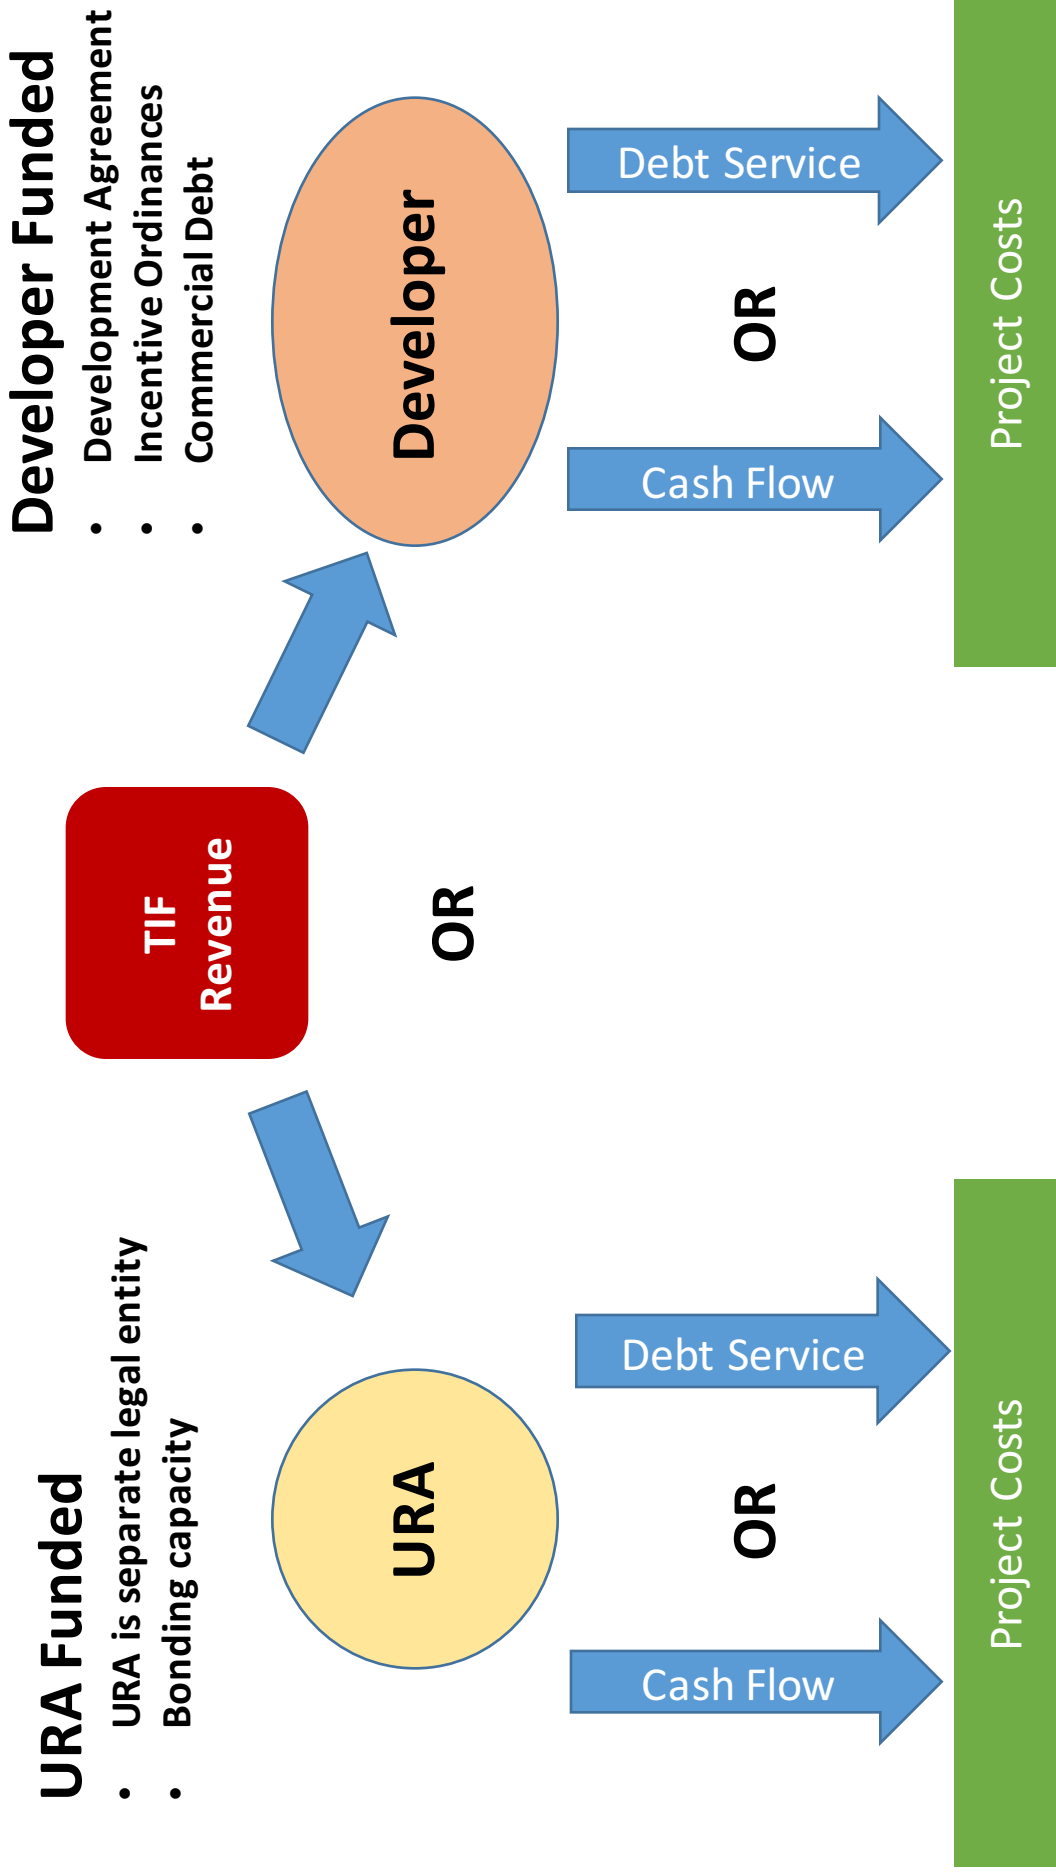 URA Funded
• URA is separate legal entity
• Bonding capacity
TIF
Revenue
Developer Funded
• Development Agreement
• Incentive Ordinances
• Commercial Debt
URA
OR
Developer
Cash Flow
OR
Debt Service
Cash Flow
OR
Debt Service
Project Costs
Project Costs